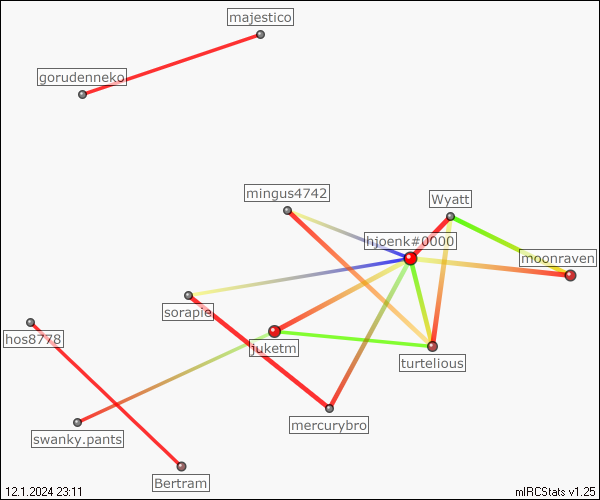 majestico
gorudenneko
mingus4742
Wyatt
hjoenk#0000
moonraven
sorapie
hos8778
juketm
turtelious
mercurybro
swanky.pants
Bertram
12.1.2024 23:11
mIRCStats v1.25